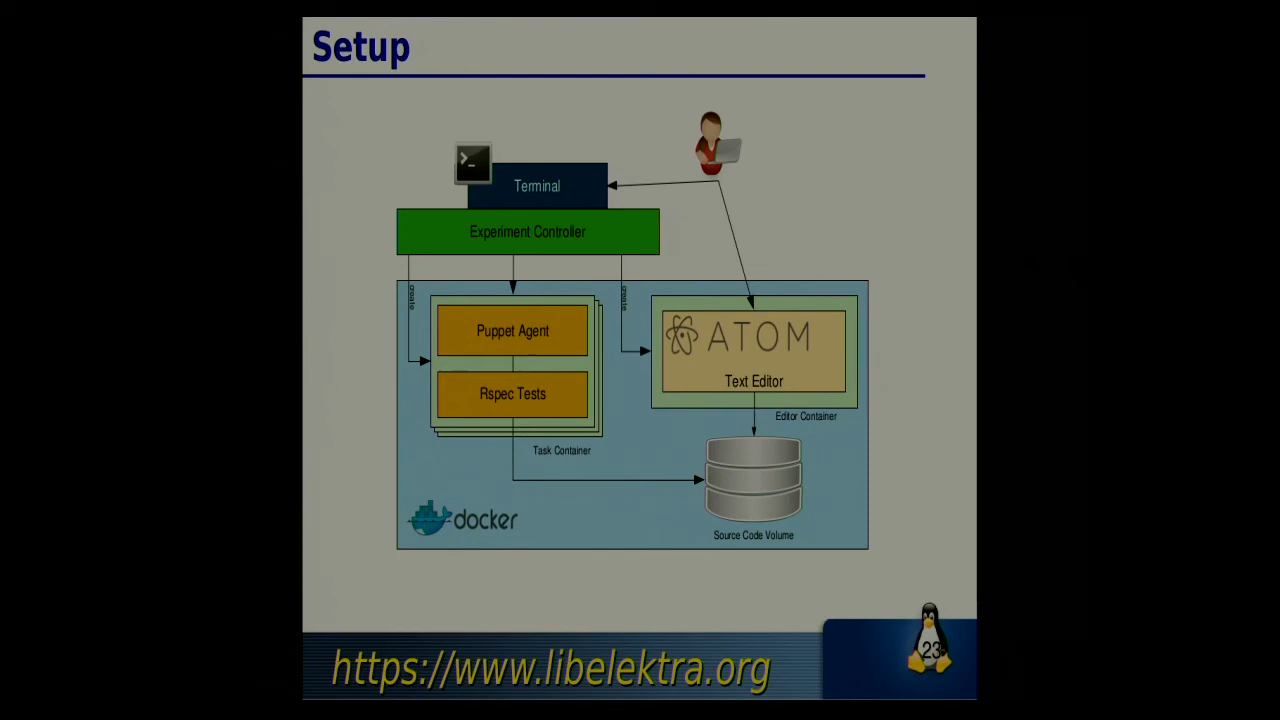 Setup
>_
Terminal
Experiment Controller
create
create
Puppet Agent
Rspec Tests
Task Container
ATOM
Text Editor
Editor Container
Source Code Volume
docker
https://www.libelektra.org
23